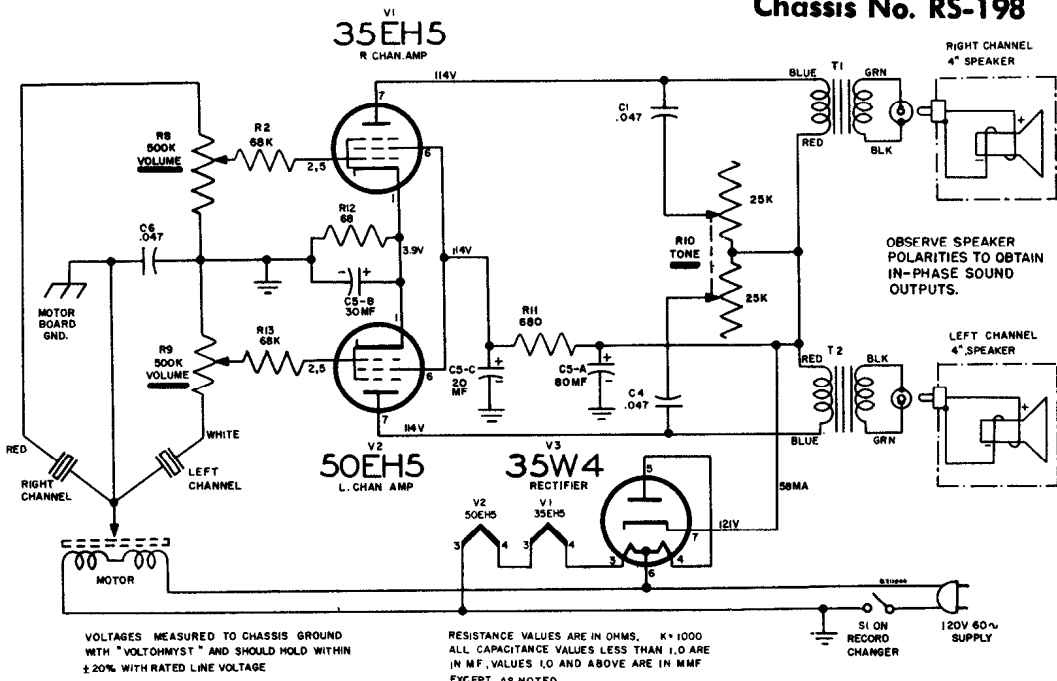 Chassis No. RS-198
V1
35EH5
R CHAN.AMP
RIGHT CHANNEL
4" SPEAKER
114V
BLUE
T1
GRN
7
C1
.047
R8
500K
VOLUME
R2
68K
2,5
6
RED
BLK
+
-
1
25K
R12
68
C6
.047
3.9V
114V
R10
TONE
OBSERVE SPEAKER
POLARITIES TO OBTAIN
IN-PHASE SOUND
OUTPUTS.
- +
C5-B
30MF
MOTOR
BOARD
GND.
25K
R11
680
1
R9
500K
VOLUME
R13
68K
2,5
6
+
-
C5-C
20
MF
+
-
C5-A
80MF
C4
.047
RED
T2
BLK
LEFT CHANNEL
4" SPEAKER
+
-
7
114V
BLUE
GRN
RED
WHITE
RIGHT
CHANNEL
LEFT
CHANNEL
V2
50EH5
L. CHAN AMP
V3
35W4
RECTIFIER
5
58MA
V2
50EH5
V1
35EH5
121V
7
3 4 3 4 3 4
6
MOTOR
S1 ON
RECORD
CHANGER
120V 60~
SUPPLY
VOLTAGES MEASURED TO CHASSIS GROUND
WITH "VOLTOHMYST" AND SHOULD HOLD WITHIN
±20% WITH RATED LINE VOLTAGE
RESISTANCE VALUES ARE IN OHMS. K=1000
ALL CAPACITANCE VALUES LESS THAN 1.0 ARE
IN MF, VALUES 1.0 AND ABOVE ARE IN MMF
EXCEPT AS NOTED